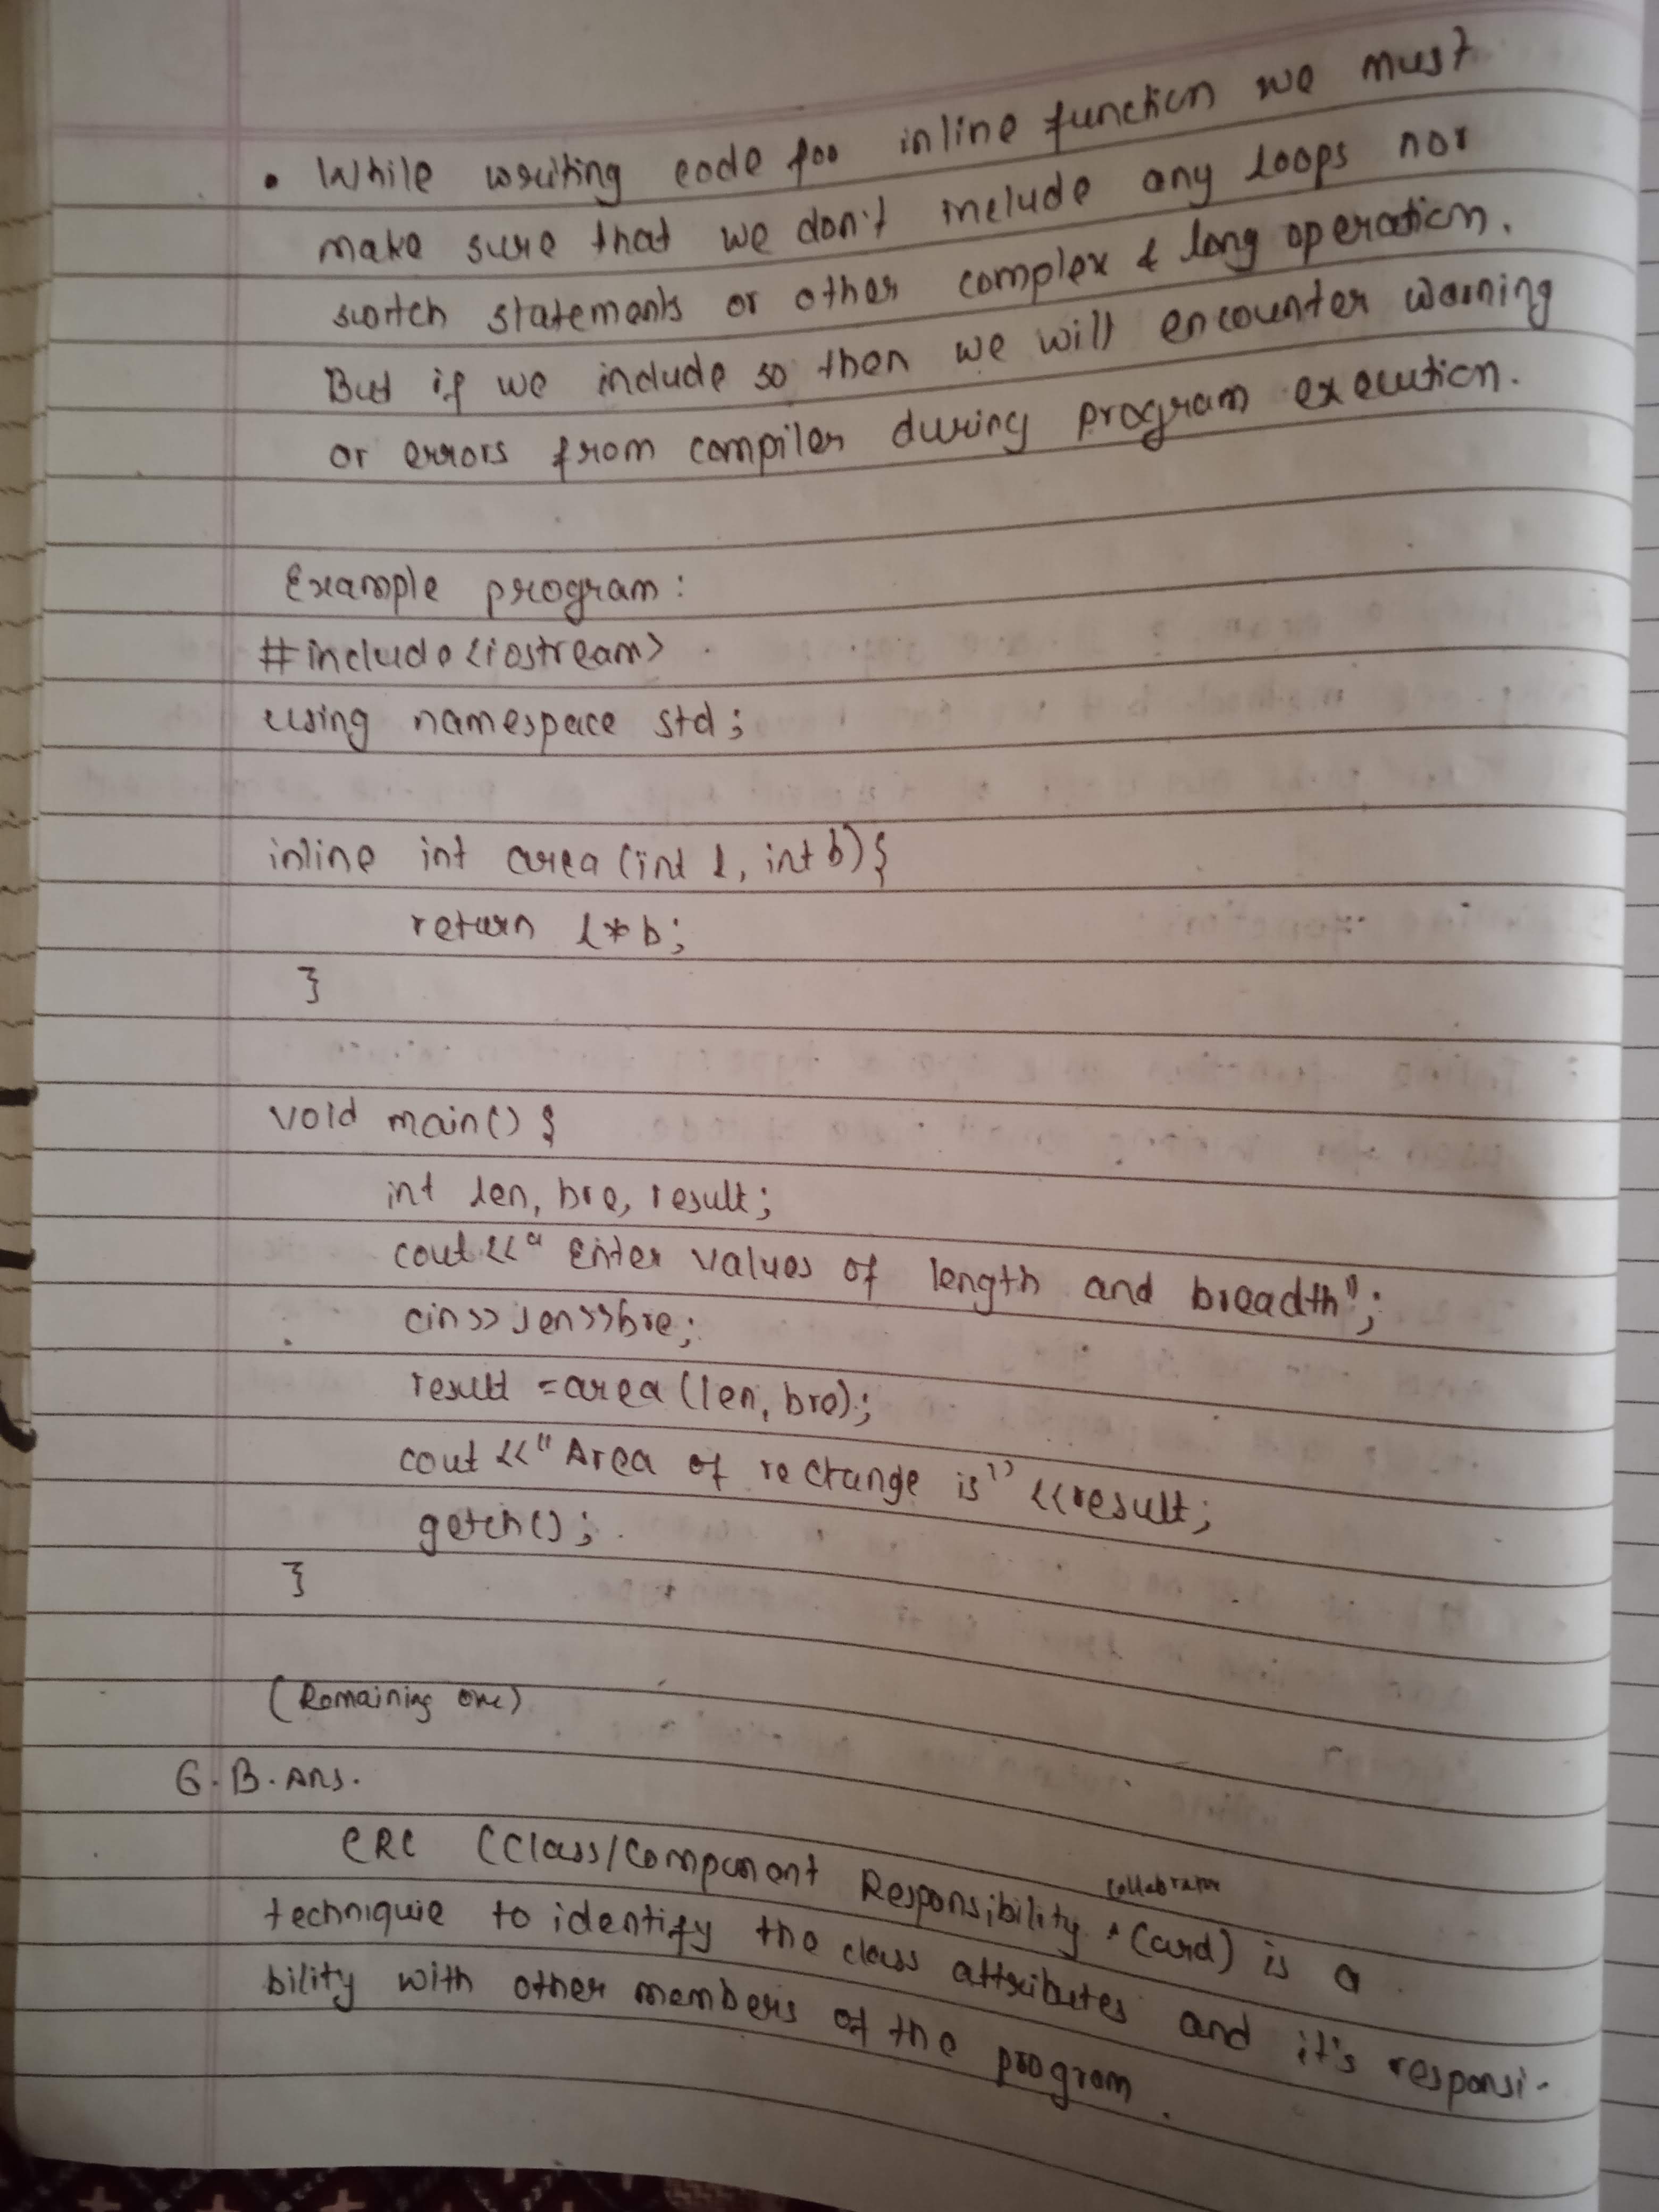 • While writing code for inline function we must
make sure that we don't include any loops nor
switch statements or other complex & long operation.
But if we include so then we will encounter warning
or errors from compiler during program execution.
Example program:
#include<iostream>
using namespace std;
inline int area (int l, int b){
return l*b;
}
void main() {
int len, bre, result;
cout<<" Enter values of length and breadth";
cin>>len>>bre;
result =area (len, bre);
cout <<"Area of rectange is" <<result;
getch();
}
(Remaining one)
6. B. Ans.
CRC (Class/Component Responsibility ^ collabrator (card) is a
techniquie to identify the class attributes and it's responsi-
bility with other members of the program.